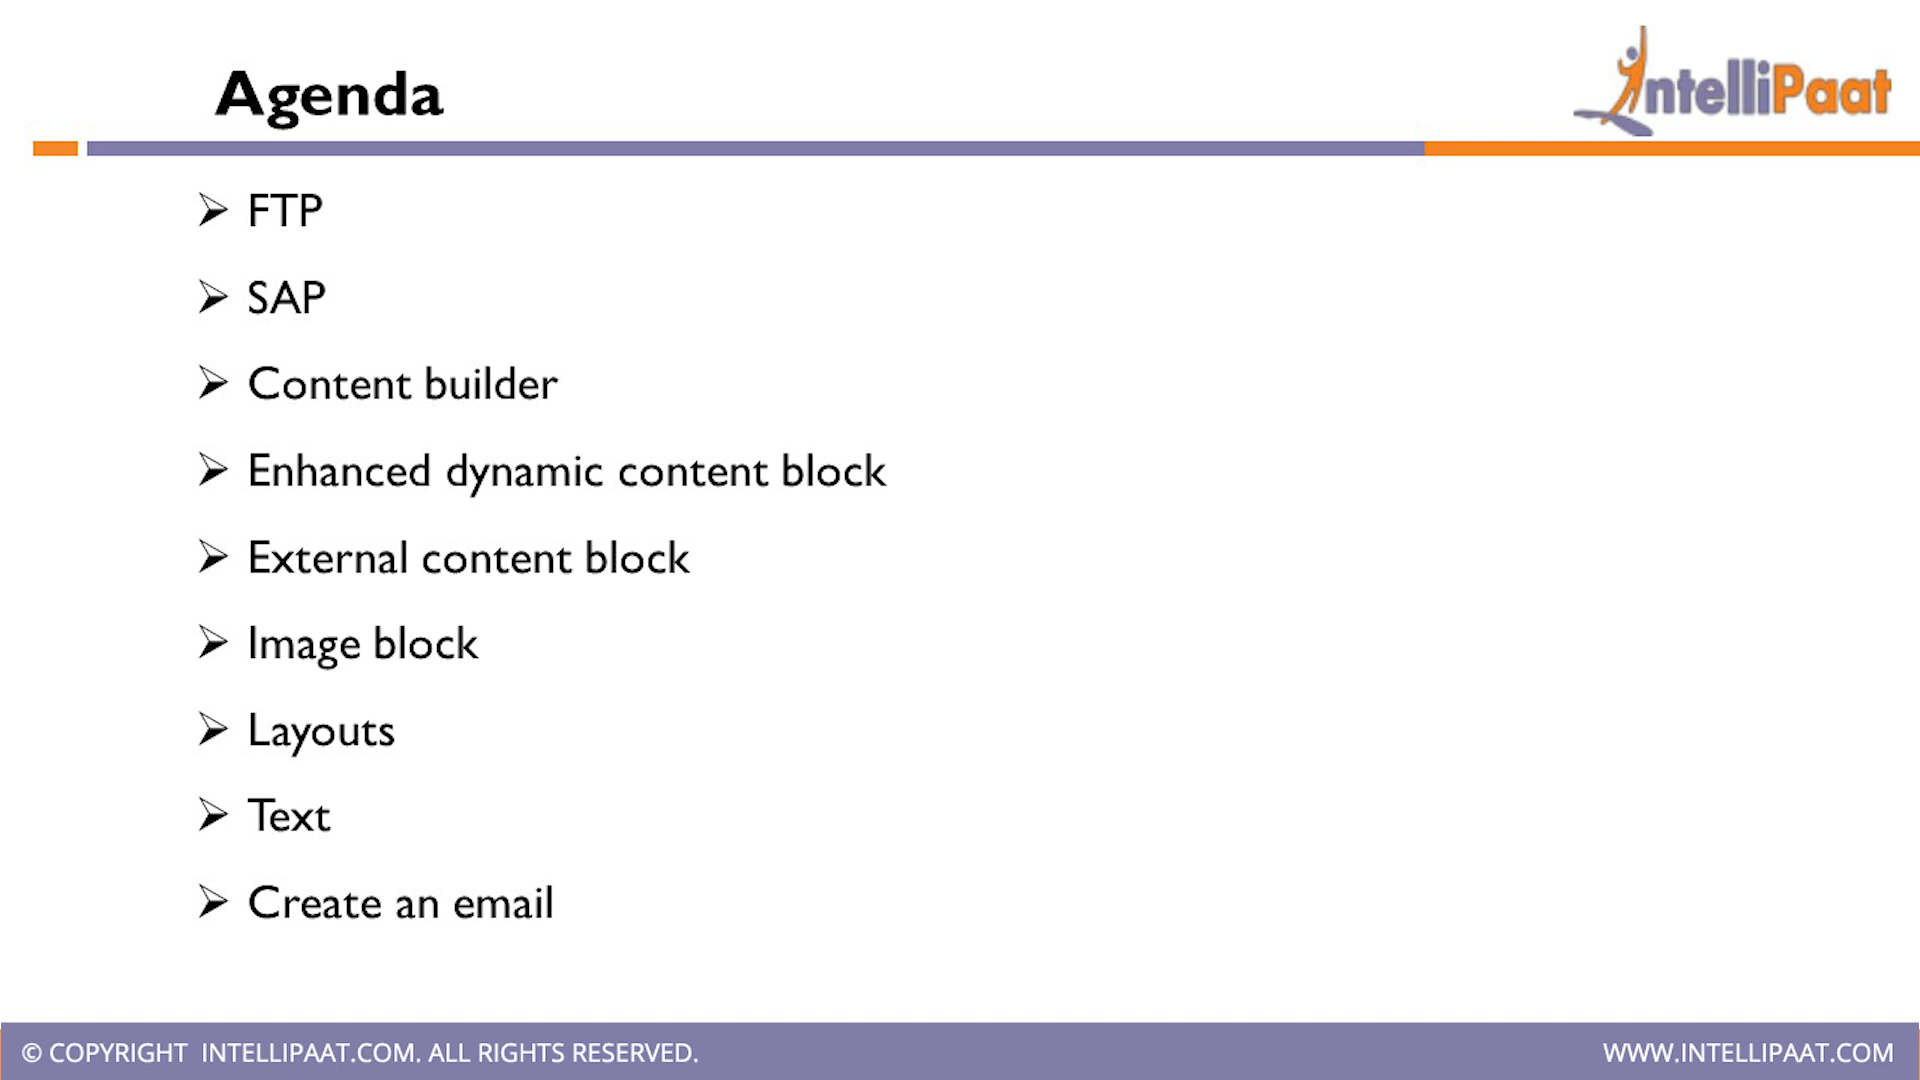 Agenda
IntelliPaat
FTP
SAP
Content builder
Enhanced dynamic content block
External content block
Image block
Layouts
Text
Create an email
© COPYRIGHT INTELLIPAAT.COM. ALL RIGHTS RESERVED.
WWW.INTELLIPAAT.COM